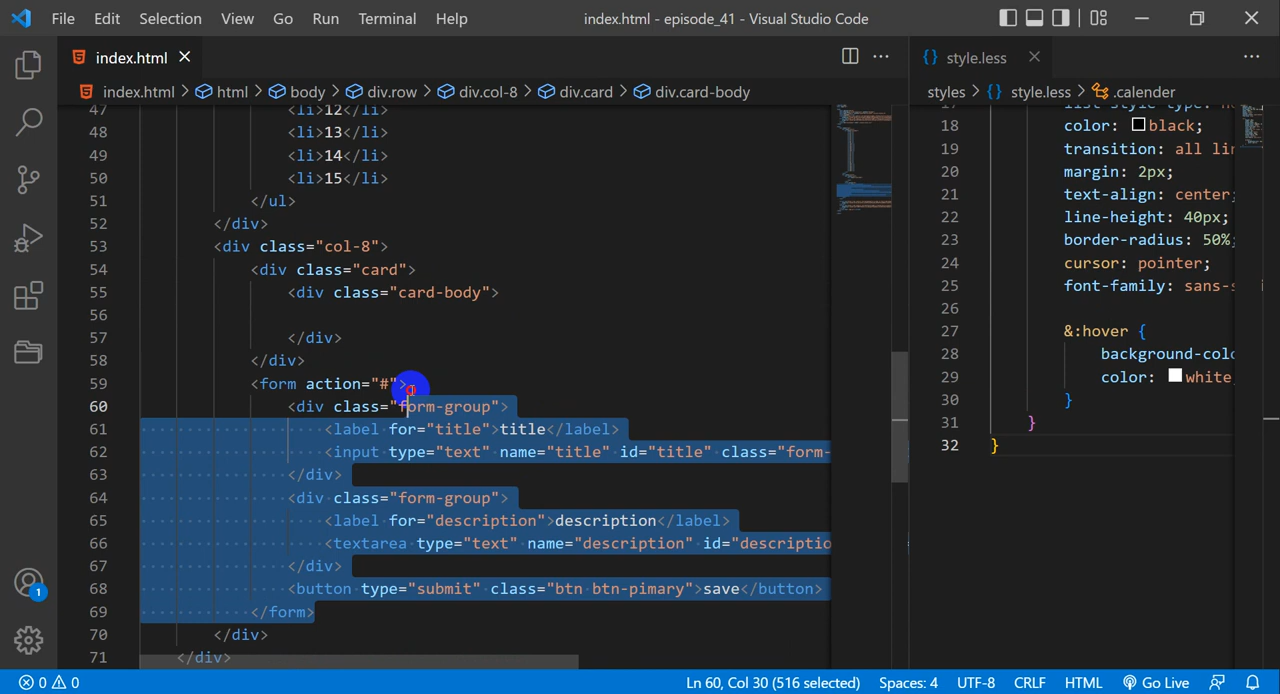 File Edit Selection View Go Run Terminal Help index.html - episode_41 - Visual Studio Code
index.html
index.html > html > body > div.row > div.col-8 > div.card > div.card-body
47 <li>12</li>
48 <li>13</li>
49 <li>14</li>
50 <li>15</li>
51 </ul>
52 </div>
53 <div class="col-8">
54 <div class="card">
55 <div class="card-body">
56
57 </div>
58 </div>
59 <form action="#">
60 <div class="form-group">
61 <label for="title">title</label>
62 <input type="text" name="title" id="title" class="form-
63 </div>
64 <div class="form-group">
65 <label for="description">description</label>
66 <textarea type="text" name="description" id="descriptio
67 </div>
68 <button type="submit" class="btn btn-pimary">save</button>
69 </form>
70 </div>
71 </div>
style.less
styles > style.less > .calender
17
18 color: black;
19 transition: all lin
20 margin: 2px;
21 text-align: center;
22 line-height: 40px;
23 border-radius: 50%;
24 cursor: pointer;
25 font-family: sans-s
26
27 &:hover {
28 background-colo
29 color: white;
30 }
31 }
32 }
1
0 0 Ln 60, Col 30 (516 selected) Spaces: 4 UTF-8 CRLF HTML Go Live